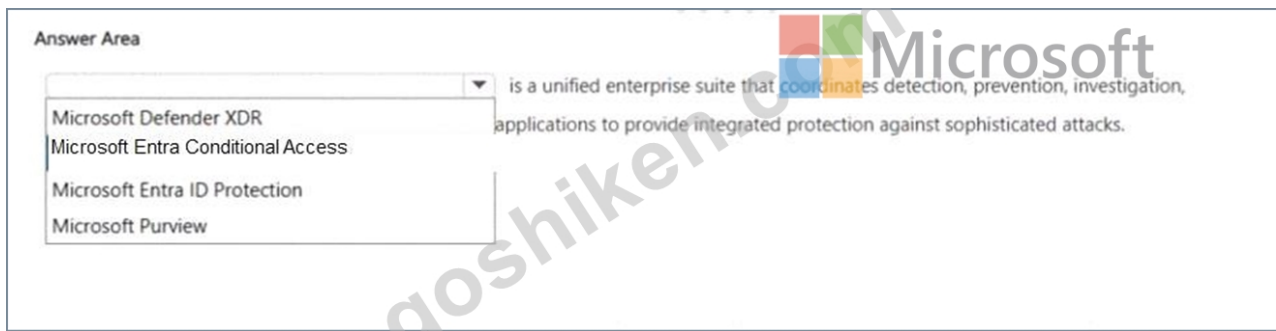 Answer Area
Microsoft
is a unified enterprise suite that coordinates detection, prevention, investigation,
Microsoft Defender XDR
applications to provide integrated protection against sophisticated attacks.
Microsoft Entra Conditional Access
Microsoft Entra ID Protection
Microsoft Purview
goshiken.com